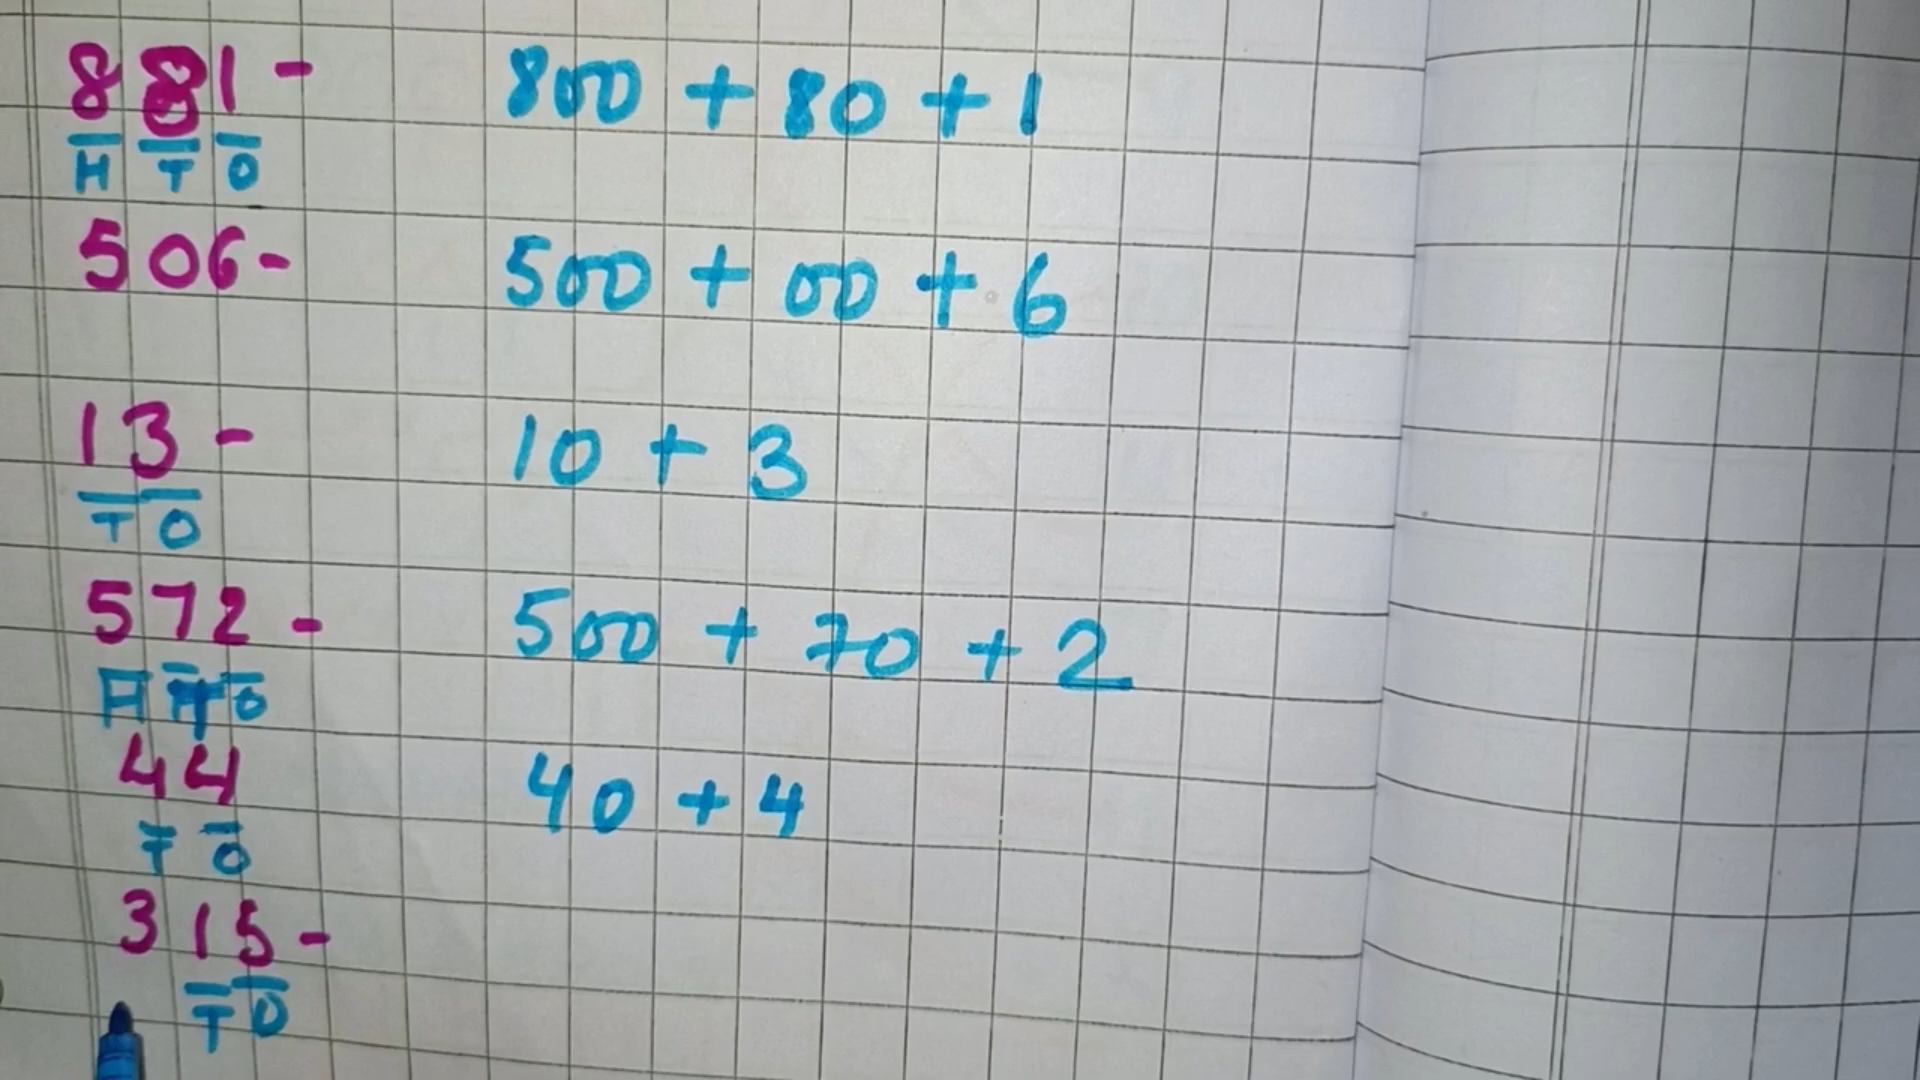 881 - 800 + 80 + 1
H T O
506 - 500 + 00 + 6
13 - 10 + 3
T O
572 - 500 + 70 + 2
H T O
44 40 + 4
T O
315 -
T O